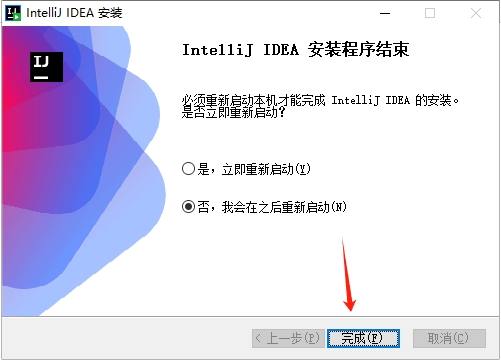 IntelliJ IDEA 安装
IJ
IntelliJ IDEA 安装程序结束
必须重新启动本机才能完成 IntelliJ IDEA 的安装。
是否立即重新启动？
是，立即重新启动(Y)
否，我会在之后重新启动(N)
< 上一步(P) 完成(F) 取消(C)